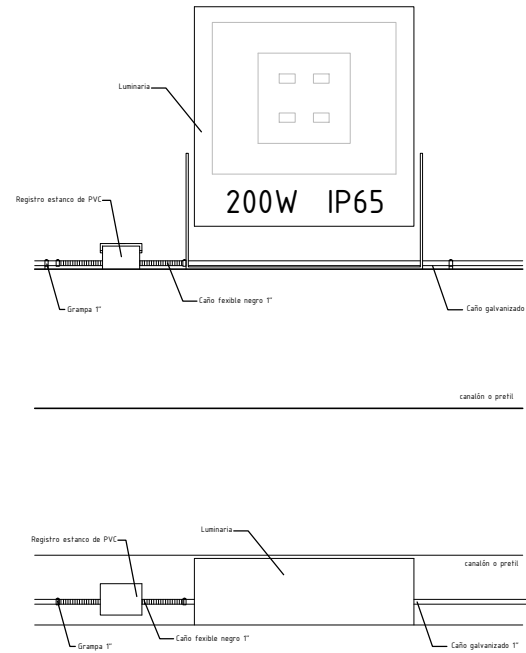 Luminaria
200W IP65
Registro estanco de PVC
Grampa 1"
Caño fexible negro 1"
Caño galvanizado
canalón o pretil
Luminaria
Registro estanco de PVC
canalón o pretil
Grampa 1"
Caño fexible negro 1"
Caño galvanizado 1"